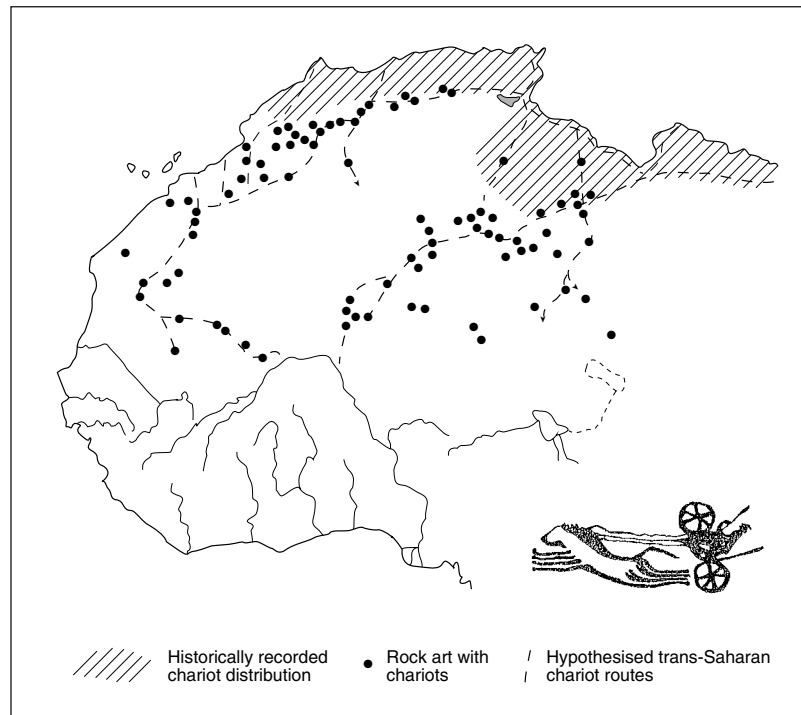 Historically recorded
chariot distribution
Rock art with
chariots
Hypothesised trans-Saharan
chariot routes